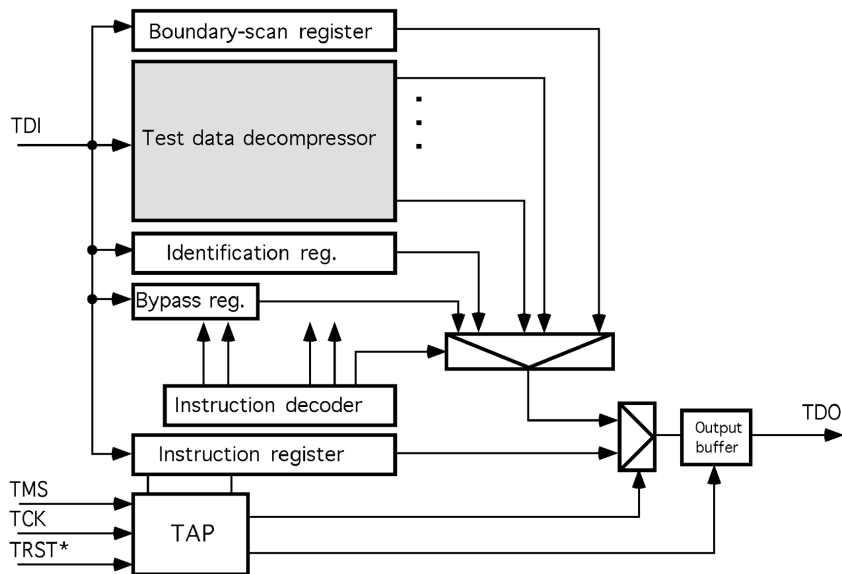 Boundary-scan register
TDI
Test data decompressor
Identification reg.
Bypass reg.
Instruction decoder
TDO
Output
buffer
Instruction register
TMS
TCK
TAP
TRST*